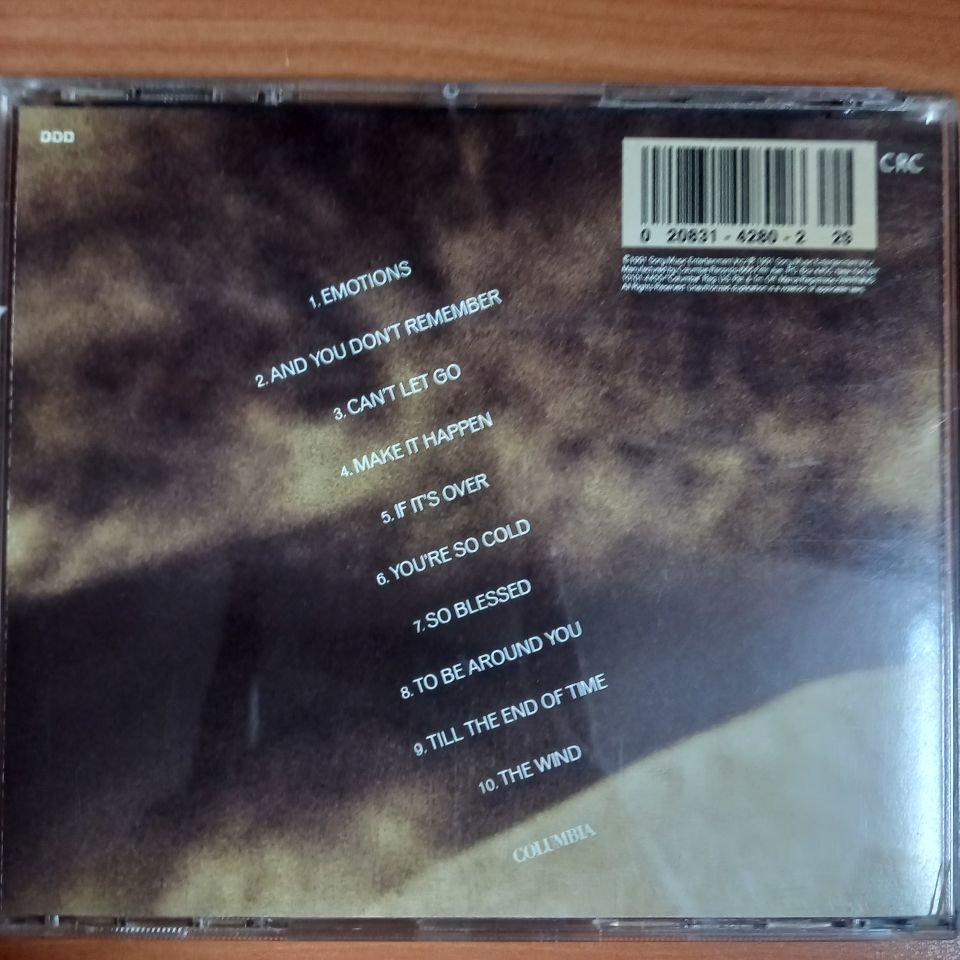 DDD
CRC
0 20831 - 4280 - 2 29
1. EMOTIONS
2. AND YOU DON'T REMEMBER
3. CAN'T LET GO
4. MAKE IT HAPPEN
5. IF IT'S OVER
6. YOU'RE SO COLD
7. SO BLESSED
8. TO BE AROUND YOU
9. TILL THE END OF TIME
10. THE WIND
COLUMBIA